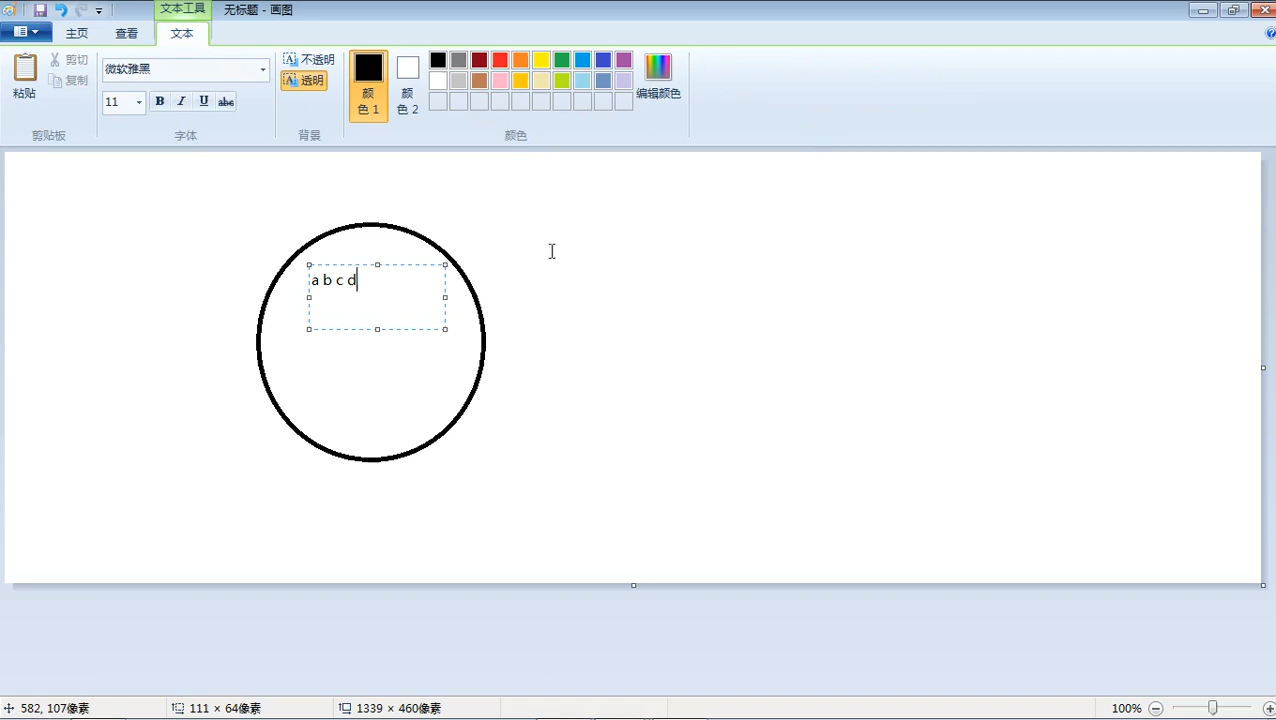 文本工具
无标题 - 画图
主页
查看
文本
粘贴
剪切
复制
剪贴板
微软雅黑
11
B I U abc
字体
不透明
透明
背景
颜色 1
颜色 2
编辑颜色
颜色
a b c d
582, 107像素
111 × 64像素
1339 × 460像素
100%